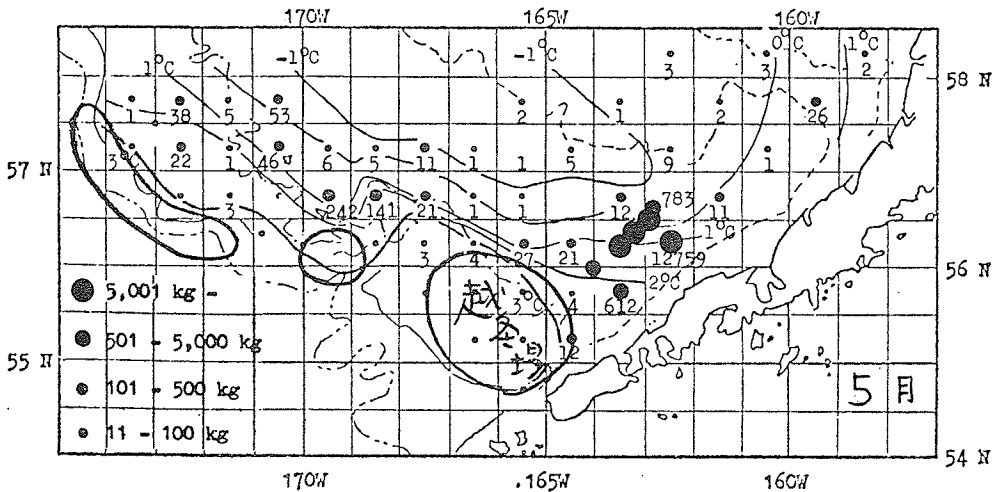 170W 165W 160W
1°C -1°C -1°C 0°C 1°C
3 3 2
58 N
1 38 5 53 2 1 2 26
57 N
3 22 1 46 6 5 11 1 1 5 9 1
3 242 141 21 1 1 12 783 11
1°C
3 4 27 21 12759
56 N
2°C
3°C 4 612
5,001 kg -
501 - 5,000 kg
12
55 N
101 - 500 kg
5月
11 - 100 kg
54 N
170W 165W 160W